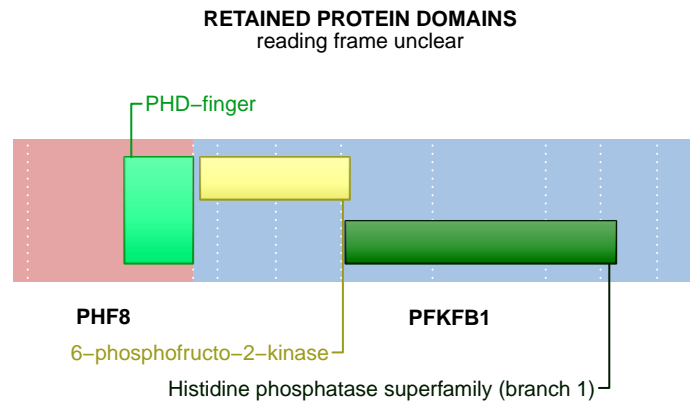 RETAINED PROTEIN DOMAINS
reading frame unclear
PHD−finger
PHF8
PFKFB1
6−phosphofructo−2−kinase
Histidine phosphatase superfamily (branch 1)